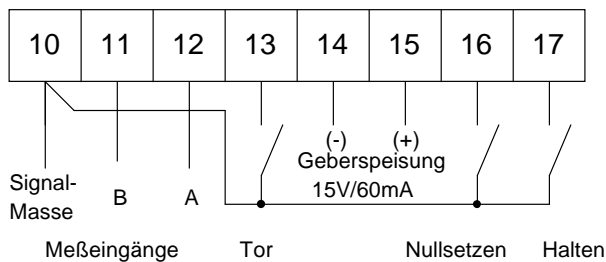 10 11 12 13 14 15 16 17
(-) (+)
Geberspeisung
15V/60mA
Signal-
Masse
B A
Meßeingänge Tor Nullsetzen Halten